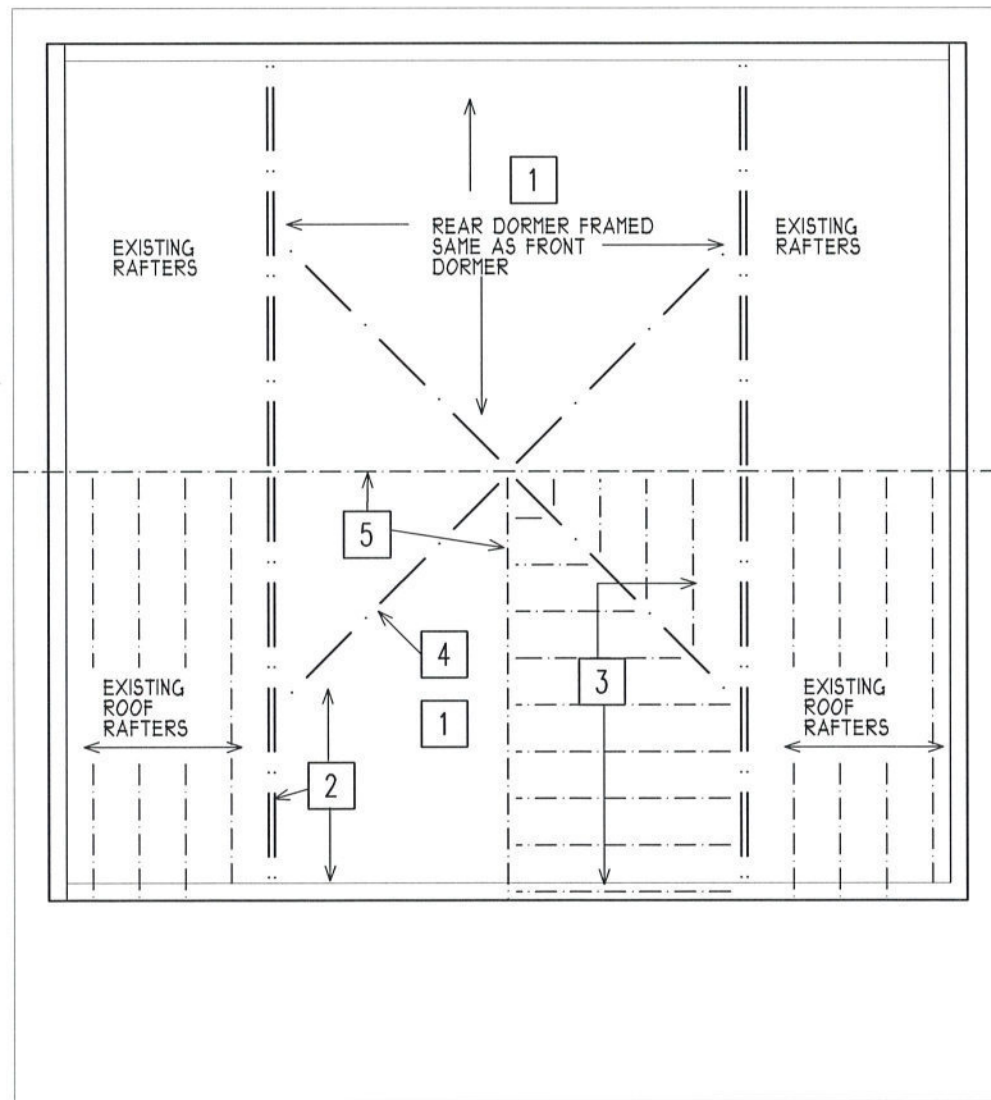 1
REAR DORMER FRAMED
SAME AS FRONT
DORMER
EXISTING
RAFTERS
EXISTING
RAFTERS
5
4
3
1
EXISTING
ROOF
RAFTERS
EXISTING
ROOF
RAFTERS
2